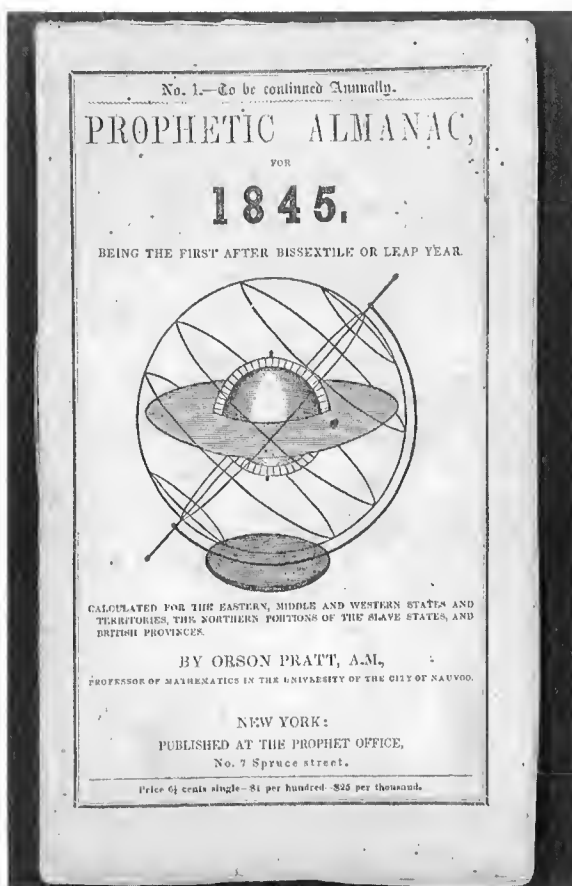 No. 1.—To be continued Annually.
PROPHETIC ALMANAC,
FOR
1845.
BEING THE FIRST AFTER BISSEXTILE OR LEAP YEAR.
CALCULATED FOR THE EASTERN, MIDDLE AND WESTERN STATES AND
TERRITORIES, THE NORTHERN PORTIONS OF THE SLAVE STATES, AND
BRITISH PROVINCES.
BY ORSON PRATT, A.M.,
PROFESSOR OF MATHEMATICS IN THE UNIVERSITY OF THE CITY OF NAUVOO.
NEW YORK:
PUBLISHED AT THE PROPHET OFFICE,
No. 7 Spruce street.
Price 6¼ cents single—$4 per hundred—$25 per thousand.